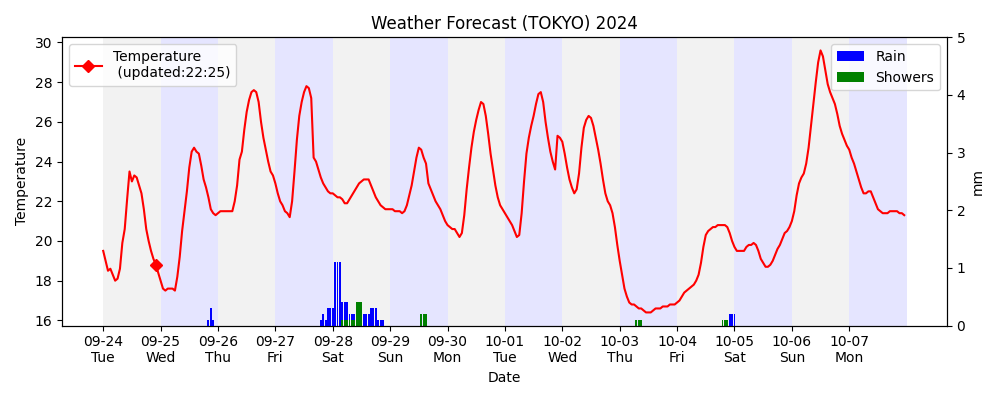 Weather Forecast (TOKYO) 2024
Temperature
(updated:22:25)
Rain
Showers
30
28
26
24
22
20
18
16
Temperature
5
4
3
2
1
0
mm
09-24 09-25 09-26 09-27 09-28 09-29 09-30 10-01 10-02 10-03 10-04 10-05 10-06 10-07
Tue Wed Thu Fri Sat Sun Mon Tue Wed Thu Fri Sat Sun Mon
Date